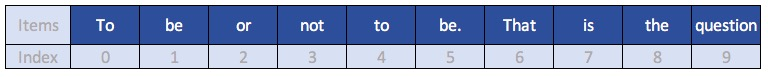 Items To be or not to be. That is the question
Index 0 1 2 3 4 5 6 7 8 9